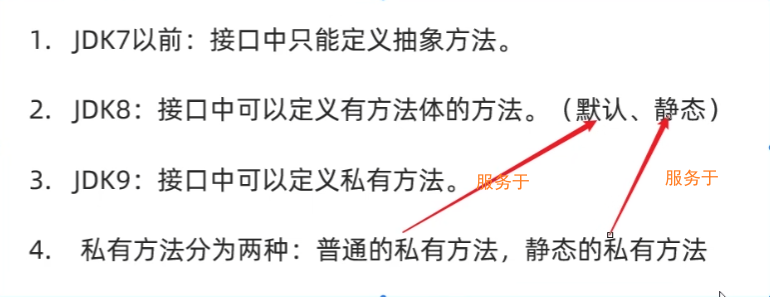 1. JDK7以前：接口中只能定义抽象方法。
2. JDK8：接口中可以定义有方法体的方法。（默认、静态）
3. JDK9：接口中可以定义私有方法。
服务于
服务于
4. 私有方法分为两种：普通的私有方法，静态的私有方法